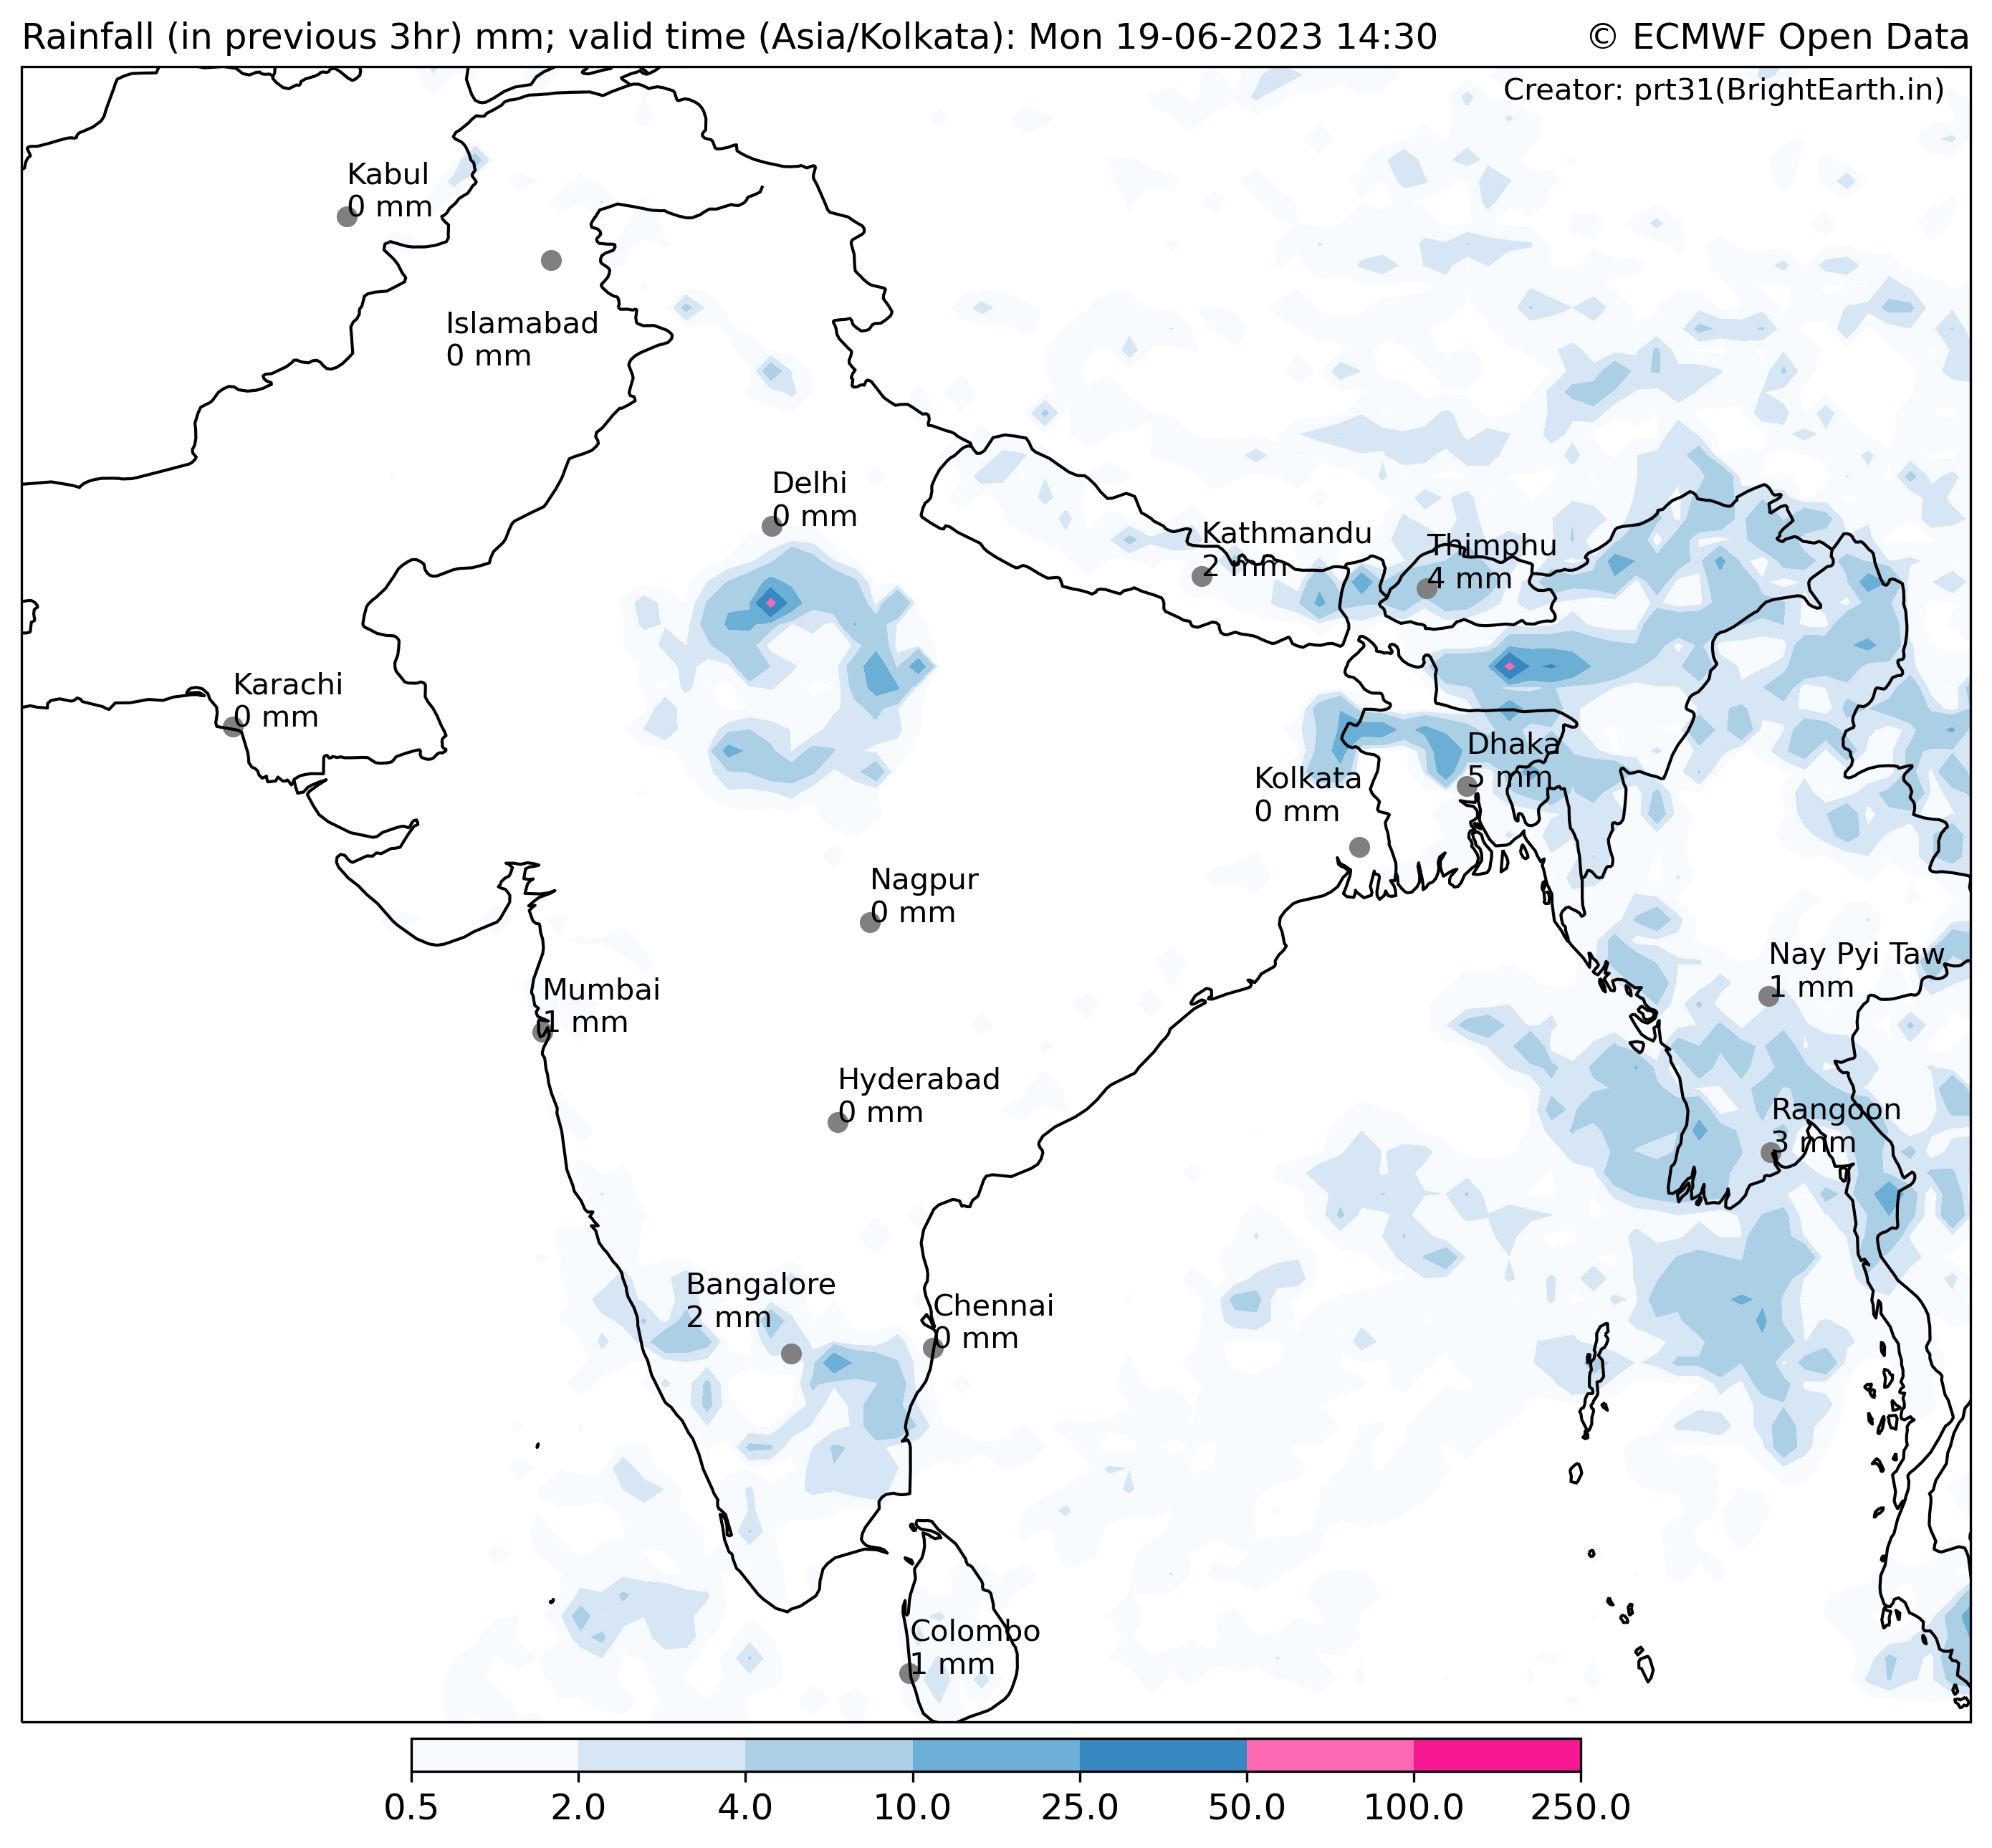 Rainfall (in previous 3hr) mm; valid time (Asia/Kolkata): Mon 19-06-2023 14:30
© ECMWF Open Data
Creator: prt31(BrightEarth.in)
Kabul
0 mm
Islamabad
0 mm
Delhi
0 mm
Kathmandu
2 mm
Thimphu
4 mm
Karachi
0 mm
Dhaka
5 mm
Kolkata
0 mm
Nagpur
0 mm
Nay Pyi Taw
1 mm
Mumbai
1 mm
Hyderabad
0 mm
Rangoon
3 mm
Bangalore
2 mm
Chennai
0 mm
Colombo
1 mm
0.5 2.0 4.0 10.0 25.0 50.0 100.0 250.0